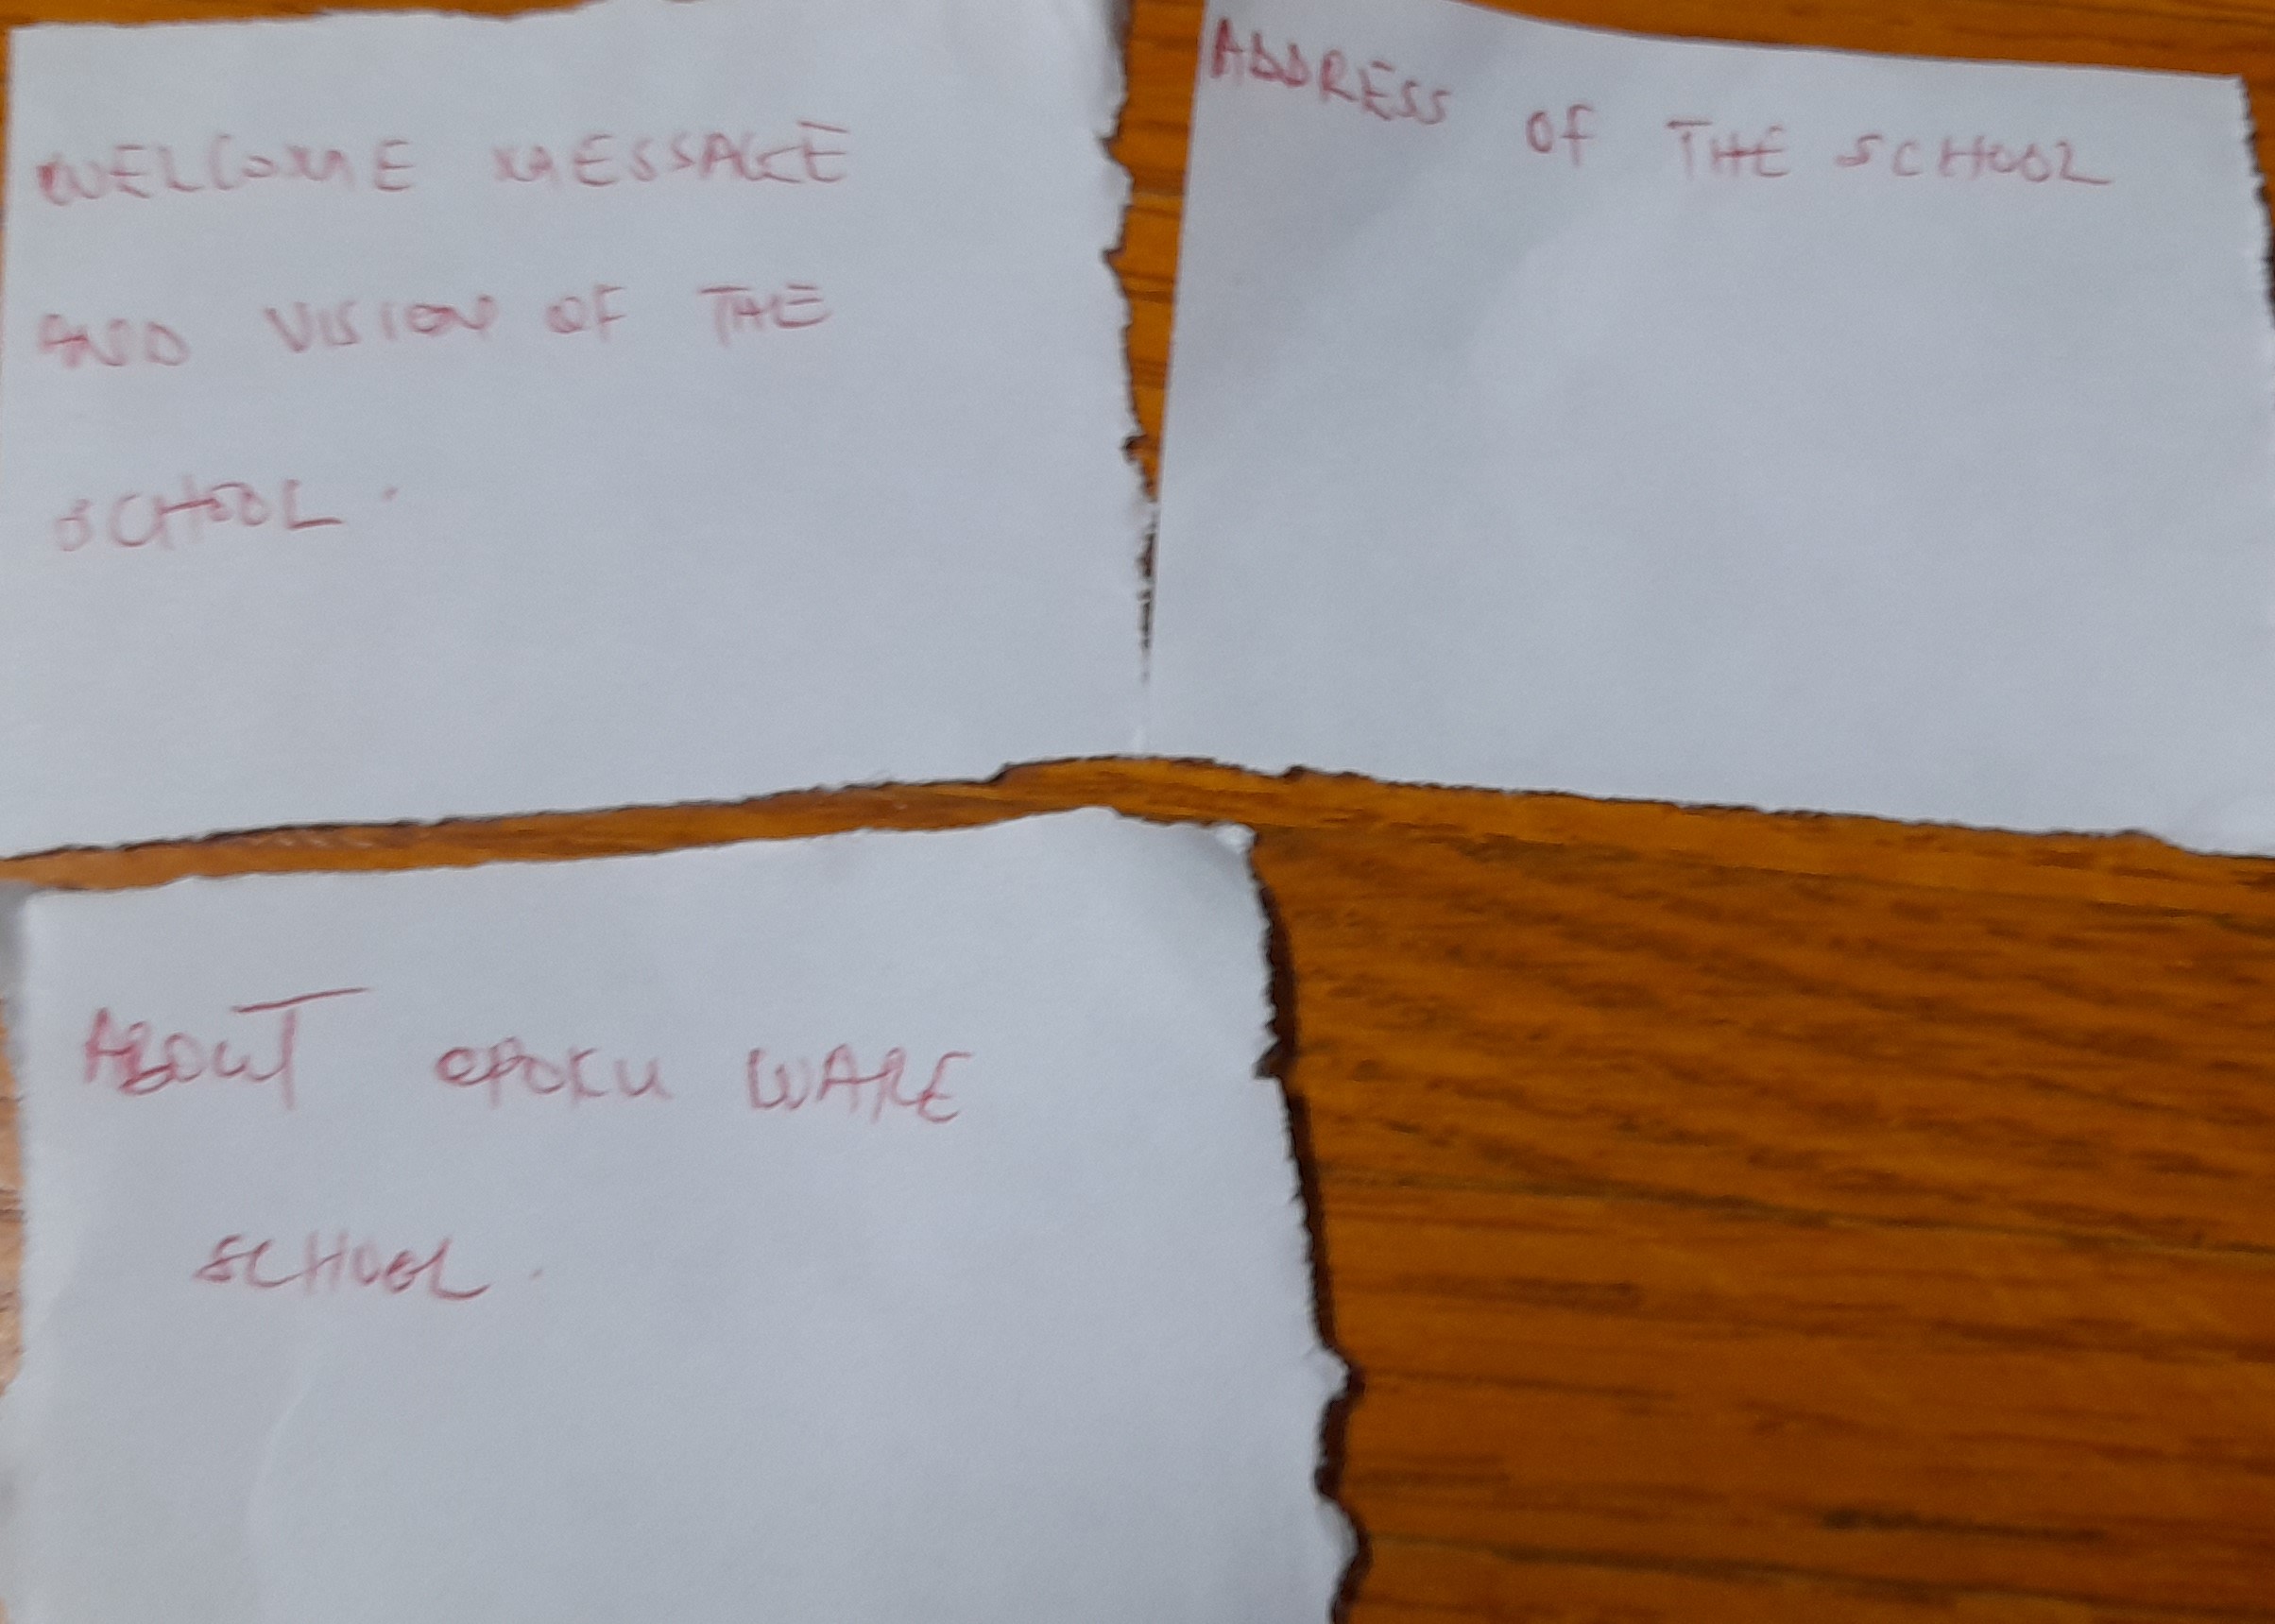 WELCOME MESSAGE
AND VISION OF THE
SCHOOL.
ADDRESS Of THE SCHOOL
ABOUT OPOKU WARE
SCHOOL.